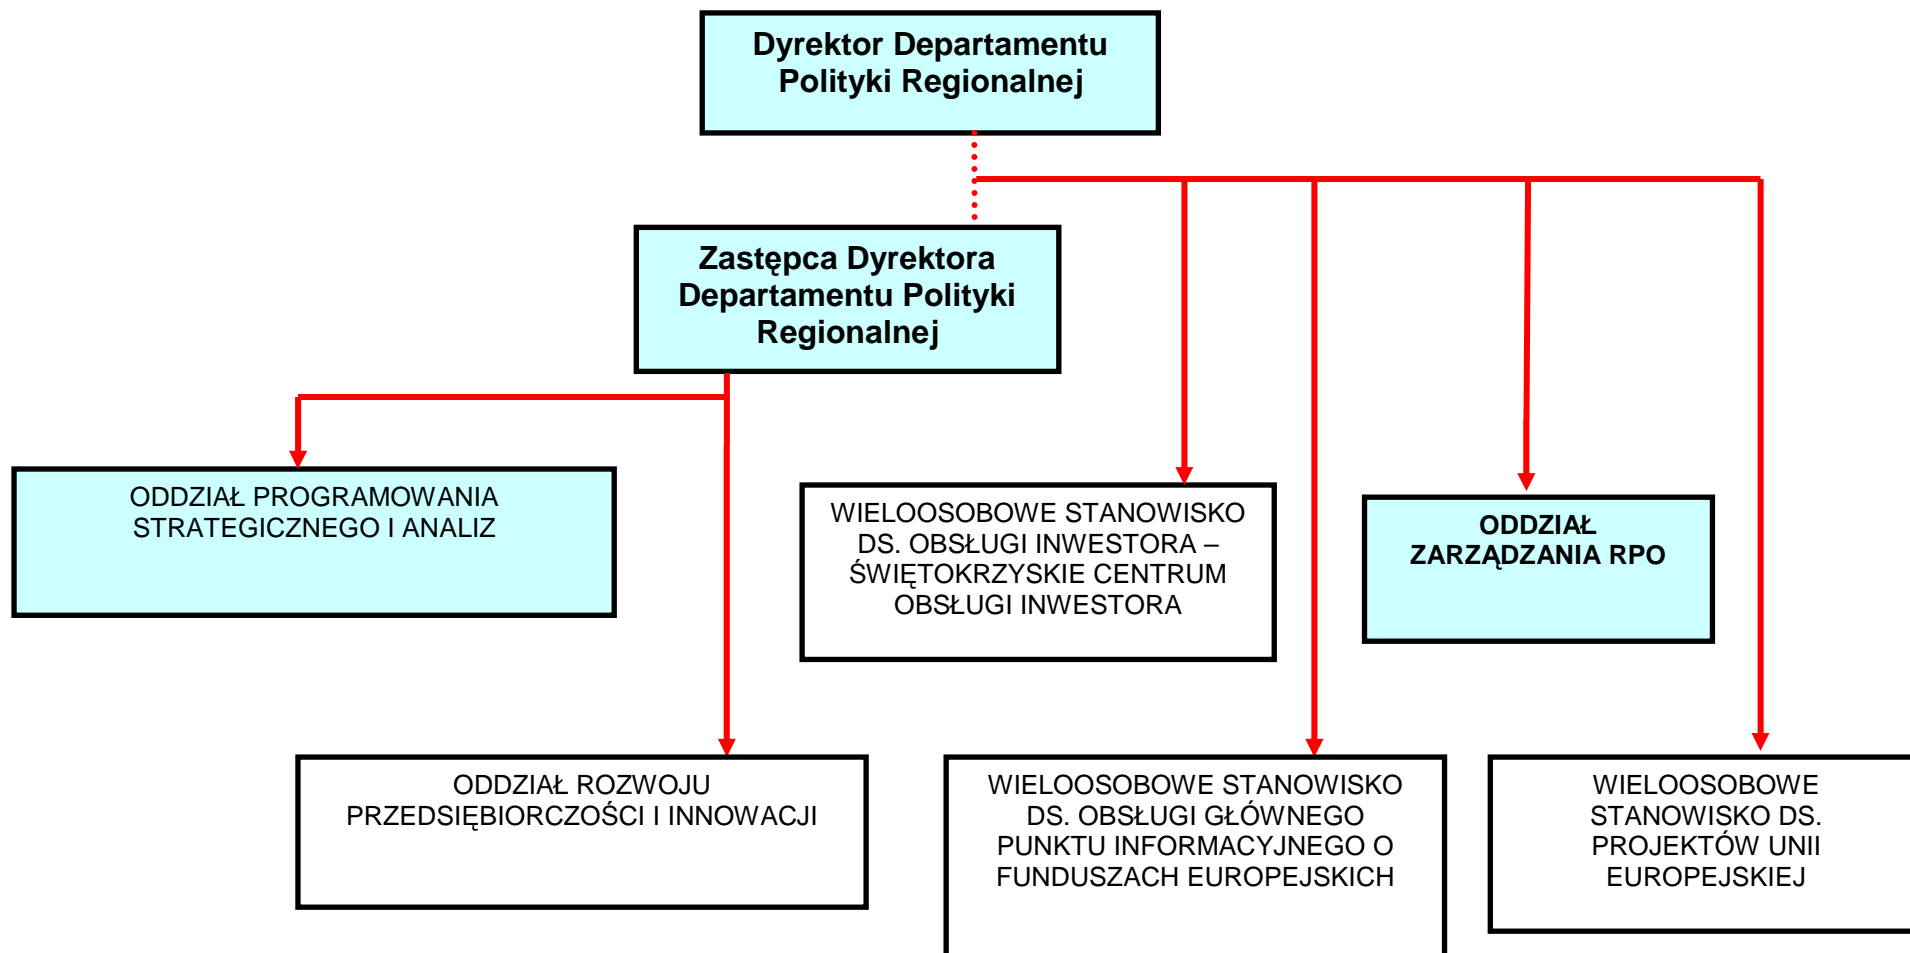 Dyrektor Departamentu
Polityki Regionalnej
Zastępca Dyrektora
Departamentu Polityki
Regionalnej
ODDZIAŁ PROGRAMOWANIA
STRATEGICZNEGO I ANALIZ
WIELOOSOBOWE STANOWISKO
DS. OBSŁUGI INWESTORA –
ŚWIĘTOKRZYSKIE CENTRUM
OBSŁUGI INWESTORA
ODDZIAŁ
ZARZĄDZANIA RPO
ODDZIAŁ ROZWOJU
PRZEDSIĘBIORCZOŚCI I INNOWACJI
WIELOOSOBOWE STANOWISKO
DS. OBSŁUGI GŁÓWNEGO
PUNKTU INFORMACYJNEGO O
FUNDUSZACH EUROPEJSKICH
WIELOOSOBOWE
STANOWISKO DS.
PROJEKTÓW UNII
EUROPEJSKIEJ